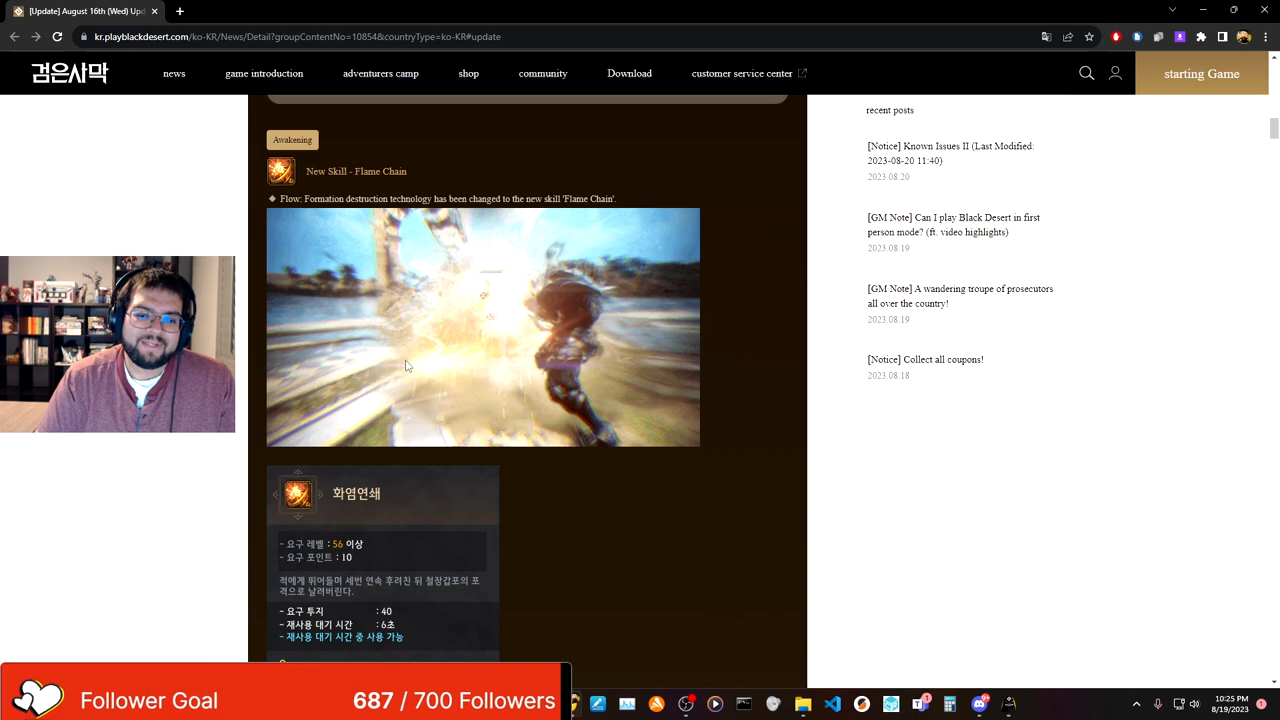 [Update] August 16th (Wed) Upd
kr.playblackdesert.com/ko-KR/News/Detail?groupContentNo=10854&countryType=ko-KR#update
검은사막
news
game introduction
adventurers camp
shop
community
Download
customer service center
starting Game
Awakening
New Skill - Flame Chain
Flow: Formation destruction technology has been changed to the new skill 'Flame Chain'.
화염연쇄
- 요구 레벨 : 56 이상
- 요구 포인트 : 10
적에게 뛰어들며 세번 연속 후려친 뒤 철장갑포의 포
격으로 날려버린다.
- 요구 투지 : 40
- 재사용 대기 시간 : 6초
- 재사용 대기 시간 중 사용 가능
recent posts
[Notice] Known Issues II (Last Modified:
2023-08-20 11:40)
2023.08.20
[GM Note] Can I play Black Desert in first
person mode? (ft. video highlights)
2023.08.19
[GM Note] A wandering troupe of prosecutors
all over the country!
2023.08.19
[Notice] Collect all coupons!
2023.08.18
Follower Goal
687 / 700 Followers
10:25 PM
8/19/2023